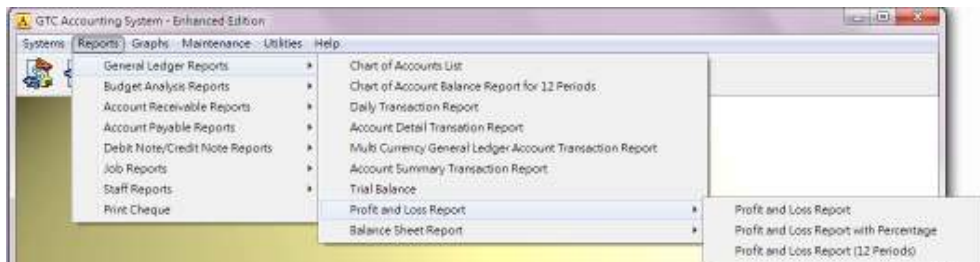 GTC Accounting System - Enhanced Edition
Systems Reports Graphs Maintenance Utilities Help
General Ledger Reports
Budget Analysis Reports
Account Receivable Reports
Account Payable Reports
Debit Note/Credit Note Reports
Job Reports
Staff Reports
Print Cheque
Chart of Accounts List
Chart of Account Balance Report for 12 Periods
Daily Transaction Report
Account Detail Transation Report
Multi Currency General Ledger Account Transaction Report
Account Summary Transaction Report
Trial Balance
Profit and Loss Report
Balance Sheet Report
Profit and Loss Report
Profit and Loss Report with Percentage
Profit and Loss Report (12 Periods)